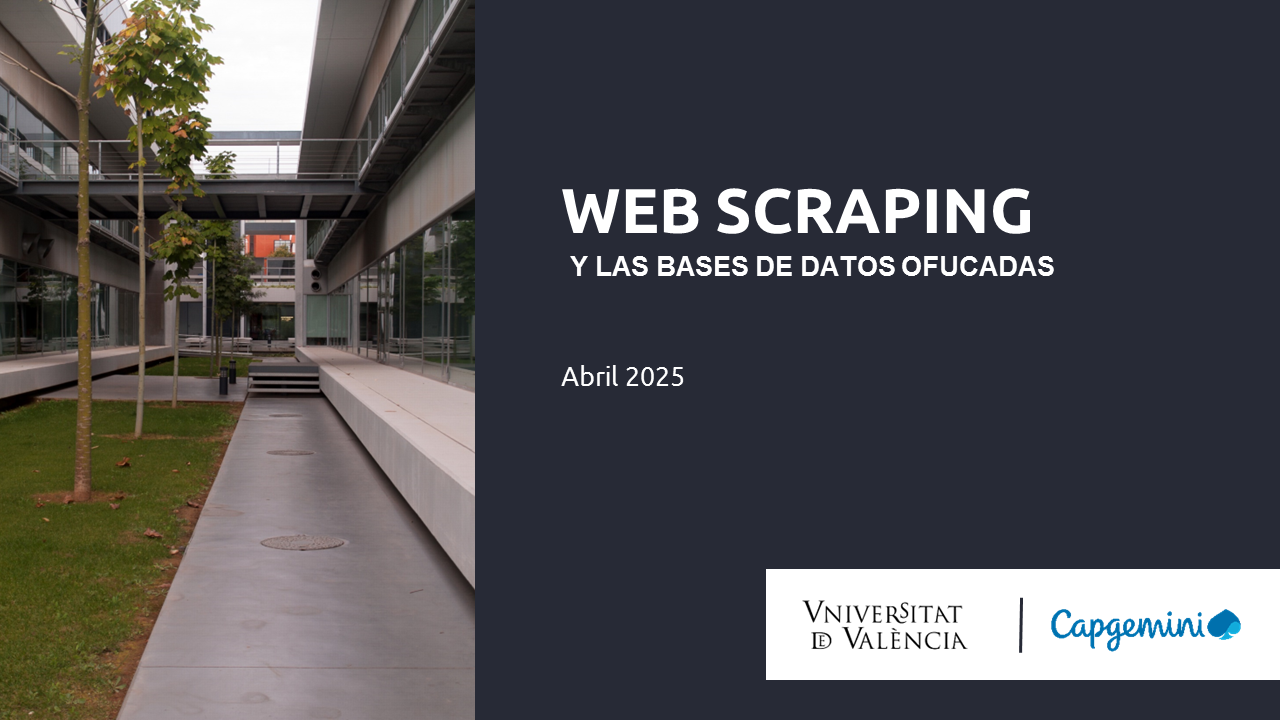 WEB SCRAPING
Y LAS BASES DE DATOS OFUCADAS
Abril 2025
VNIVERSITAT
DE VALÈNCIA
Capgemini